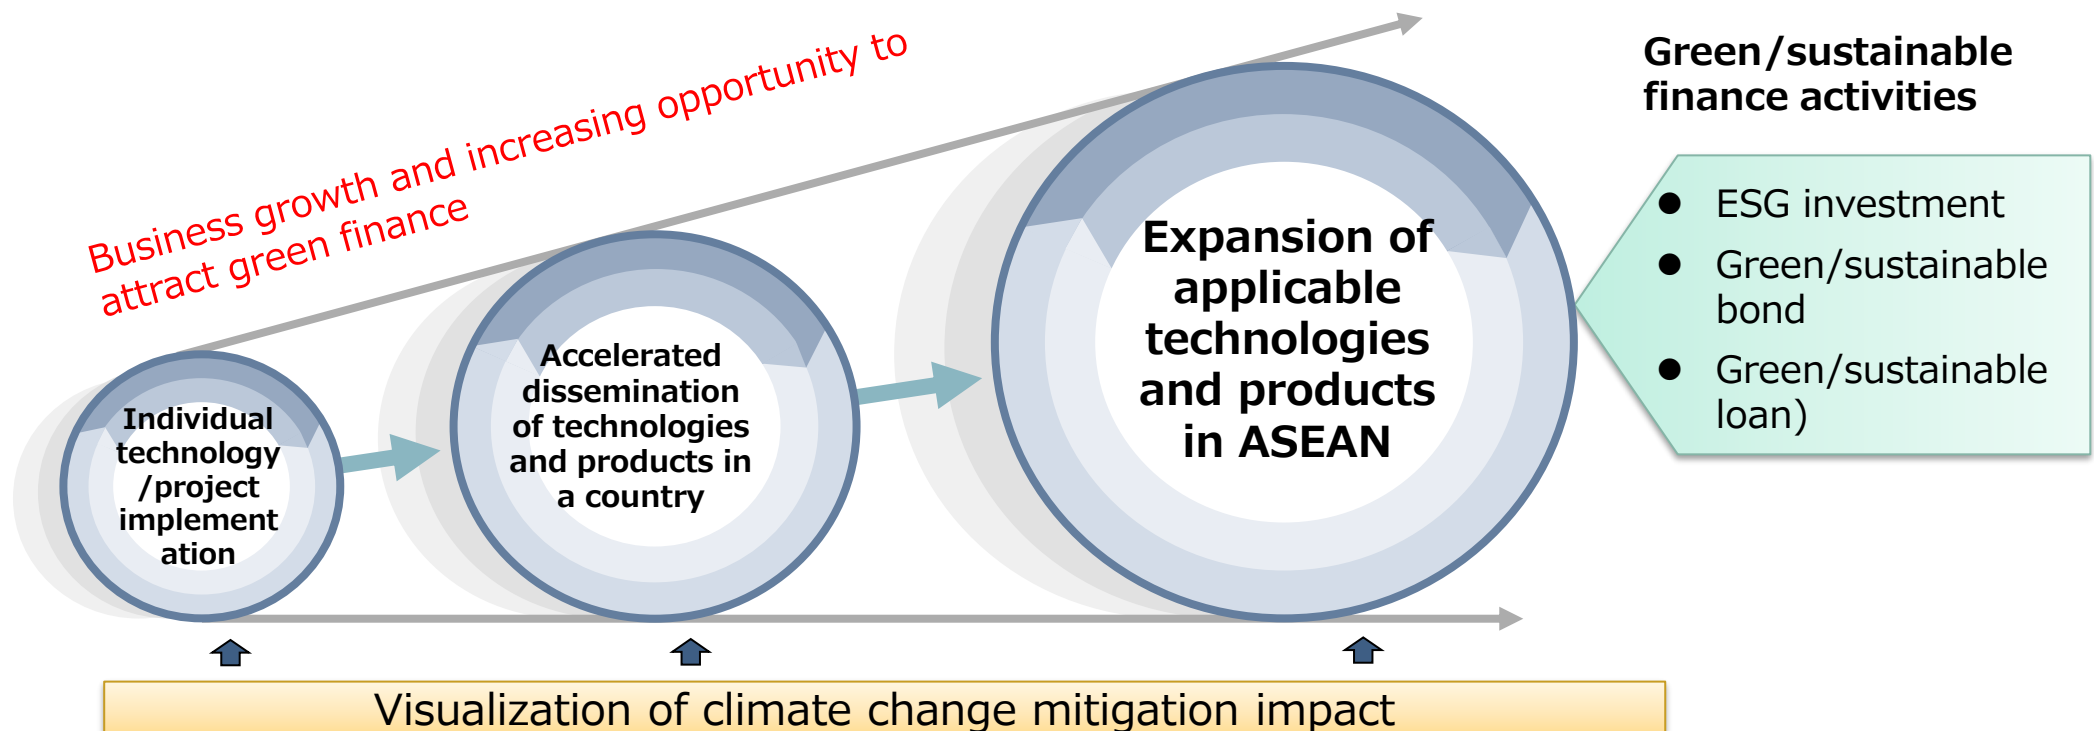 Business growth and increasing opportunity to
attract green finance
Individual
technology
/project
implement
ation
Accelerated
dissemination
of technologies
and products in
a country
Expansion of
applicable
technologies
and products
in ASEAN
Green/sustainable
finance activities
● ESG investment
● Green/sustainable
bond
● Green/sustainable
loan)
Visualization of climate change mitigation impact